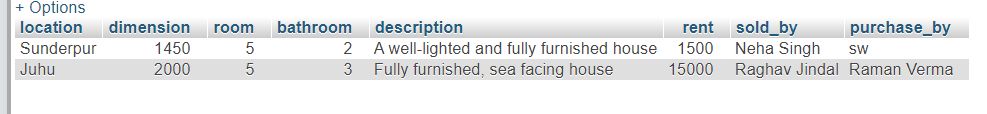 + Options
location dimension room bathroom description rent sold_by purchase_by
Sunderpur 1450 5 2 A well-lighted and fully furnished house 1500 Neha Singh sw
Juhu 2000 5 3 Fully furnished, sea facing house 15000 Raghav Jindal Raman Verma